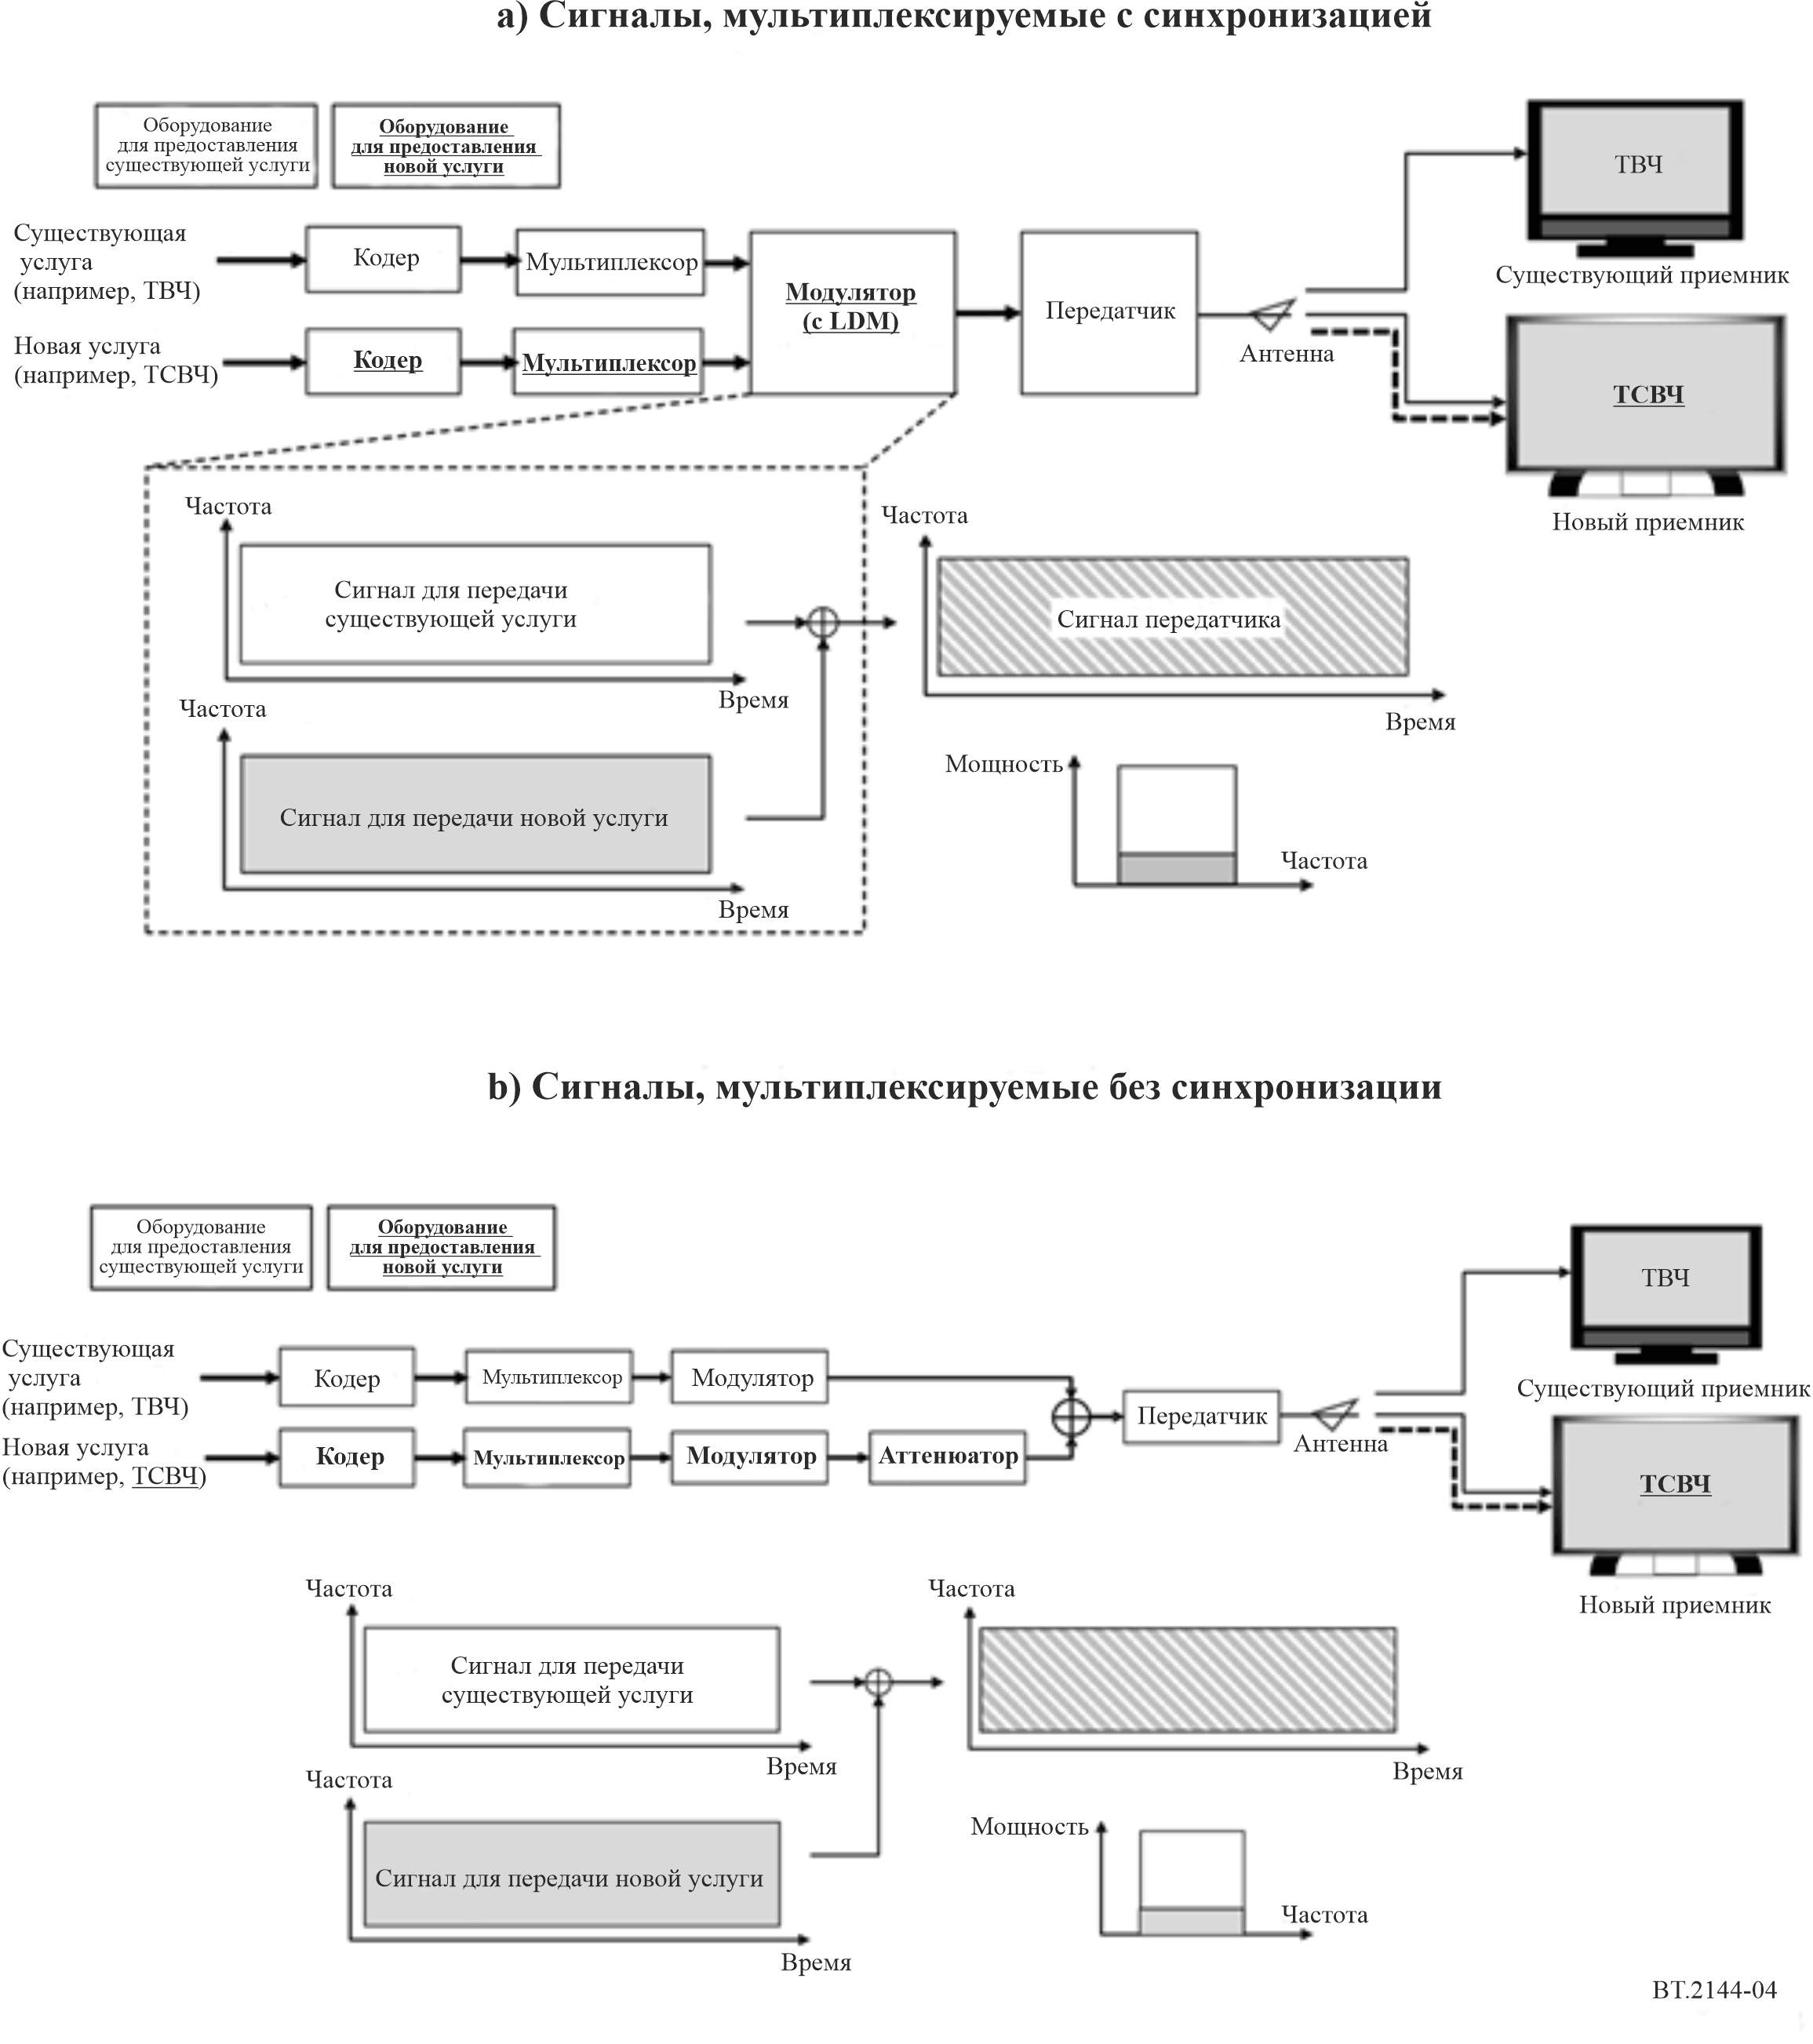 a) Сигналы, мультиплексируемые с синхронизацией
Оборудование
для предоставления
существующей услуги
Оборудование
для предоставления
новой услуги
ТВЧ
Существующий приемник
Существующая
услуга
(например, ТВЧ)
Кодер
Мультиплексор
Модулятор
(с LDM)
Передатчик
Антенна
Новая услуга
(например, ТСВЧ)
Кодер
Мультиплексор
ТСВЧ
Новый приемник
Частота
Сигнал для передачи
существующей услуги
Время
Частота
Сигнал передатчика
Время
Частота
Сигнал для передачи новой услуги
Время
Мощность
Частота
b) Сигналы, мультиплексируемые без синхронизации
Оборудование
для предоставления
существующей услуги
Оборудование
для предоставления
новой услуги
ТВЧ
Существующий приемник
Существующая
услуга
(например, ТВЧ)
Кодер
Мультиплексор
Модулятор
Передатчик
Антенна
Новая услуга
(например, ТСВЧ)
Кодер
Мультиплексор
Модулятор
Аттенюатор
ТСВЧ
Новый приемник
Частота
Сигнал для передачи
существующей услуги
Время
Частота
Время
Частота
Сигнал для передачи новой услуги
Время
Мощность
Частота
BT.2144-04